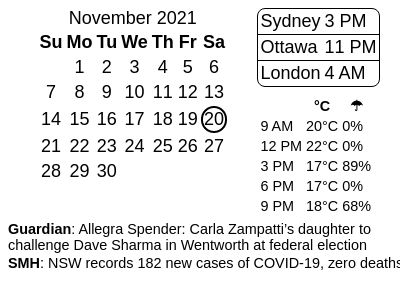 November 2021
Su Mo Tu We Th Fr Sa
1 2 3 4 5 6
7 8 9 10 11 12 13
14 15 16 17 18 19 20
21 22 23 24 25 26 27
28 29 30
Sydney 3 PM
Ottawa 11 PM
London 4 AM
°C ☂
9 AM 20°C 0%
12 PM 22°C 0%
3 PM 17°C 89%
6 PM 17°C 0%
9 PM 18°C 68%
Guardian: Allegra Spender: Carla Zampatti's daughter to
challenge Dave Sharma in Wentworth at federal election
SMH: NSW records 182 new cases of COVID-19, zero deaths